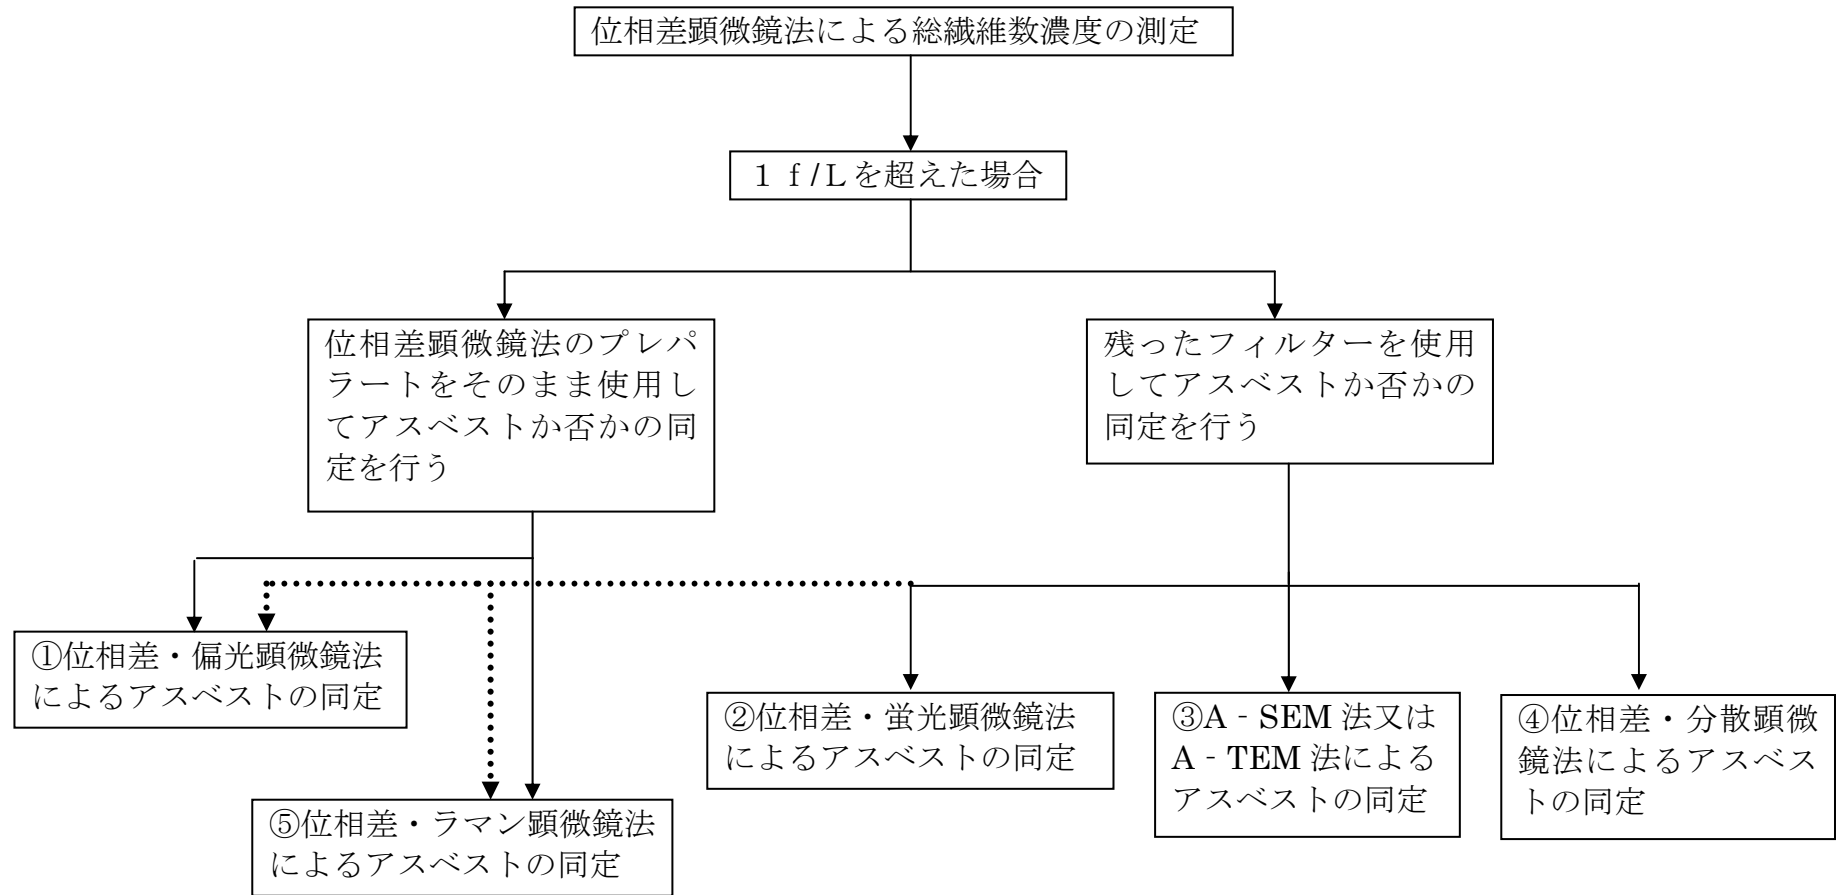 位相差顕微鏡法による総繊維数濃度の測定
１ｆ/Lを超えた場合
位相差顕微鏡法のプレパ
ラートをそのまま使用し
てアスベストか否かの同
定を行う
残ったフィルターを使用
してアスベストか否かの
同定を行う
①位相差・偏光顕微鏡法
によるアスベストの同定
②位相差・蛍光顕微鏡法
によるアスベストの同定
③A‐SEM 法又は
A‐TEM 法による
アスベストの同定
④位相差・分散顕微
鏡法によるアスベス
トの同定
⑤位相差・ラマン顕微鏡法
によるアスベストの同定